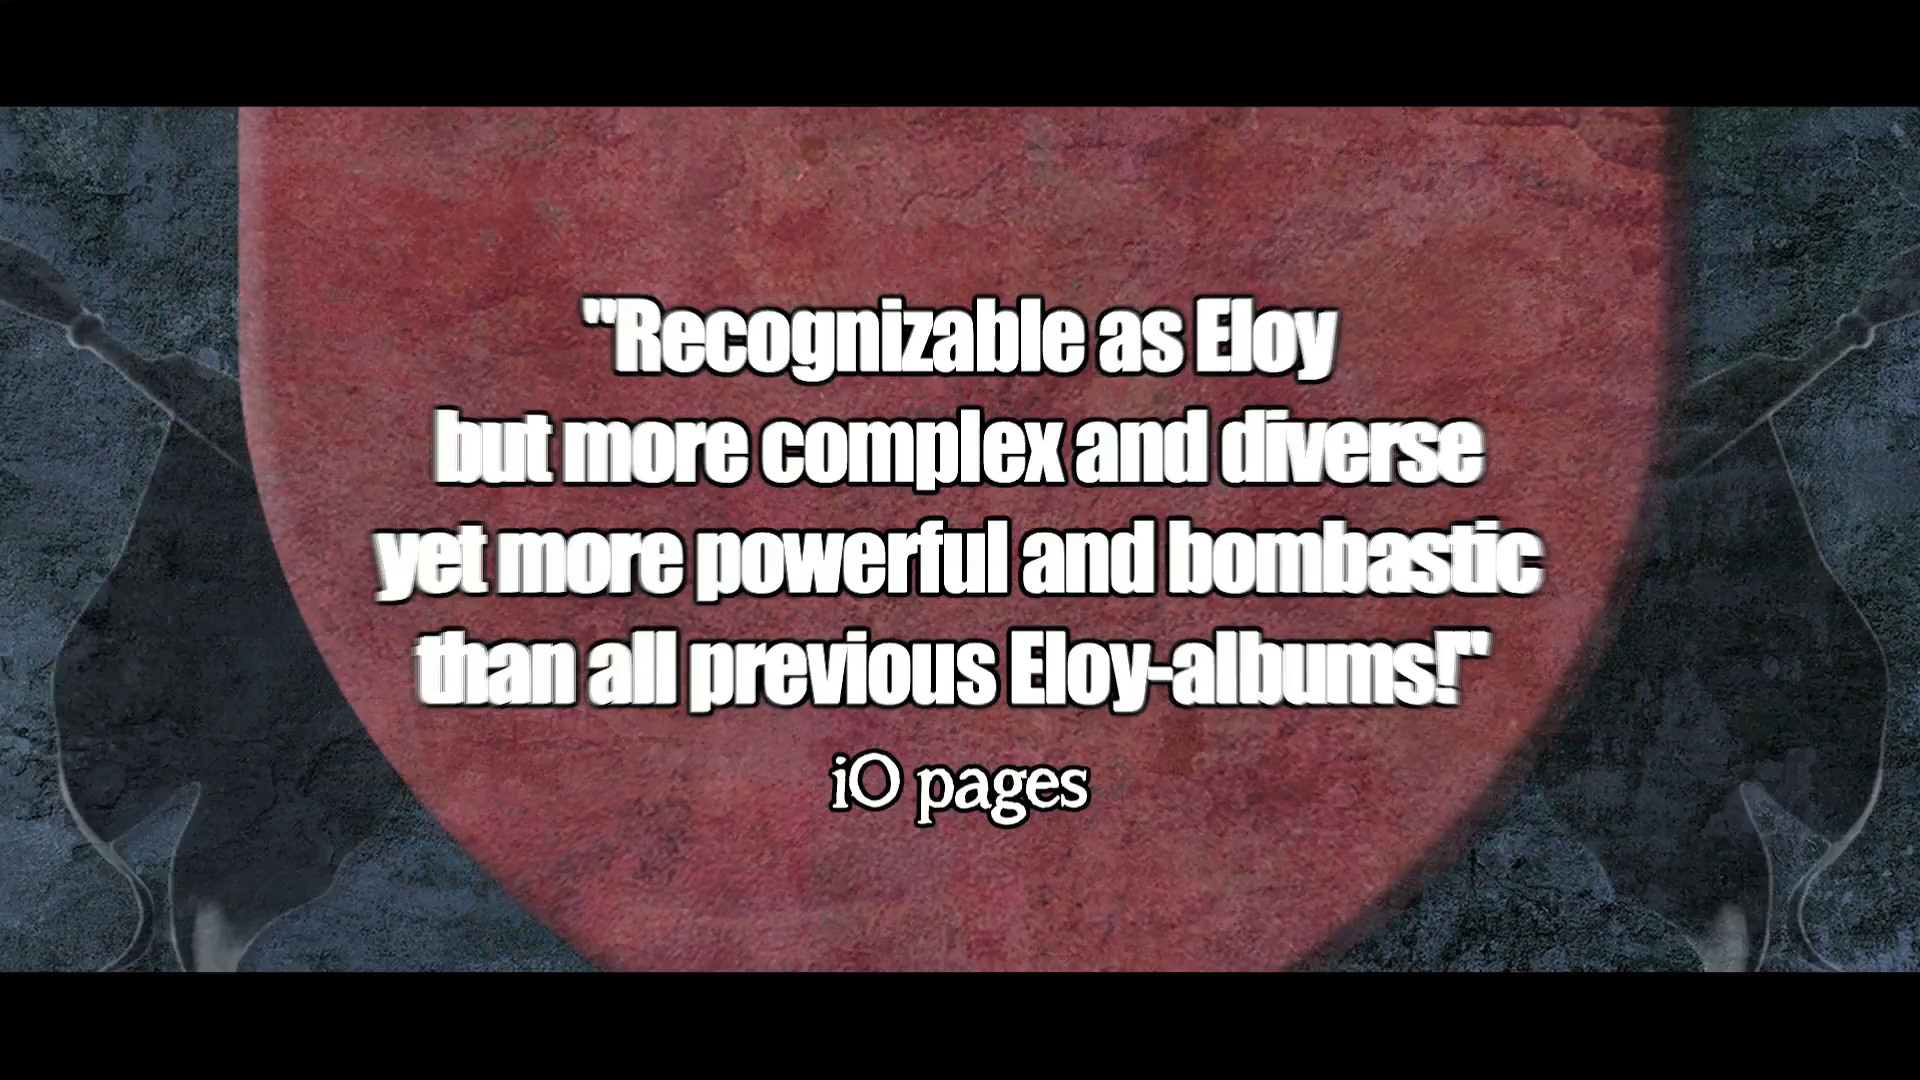 "Recognizable as Eloy
but more complex and diverse
yet more powerful and bombastic
than all previous Eloy-albums!"
iO pages